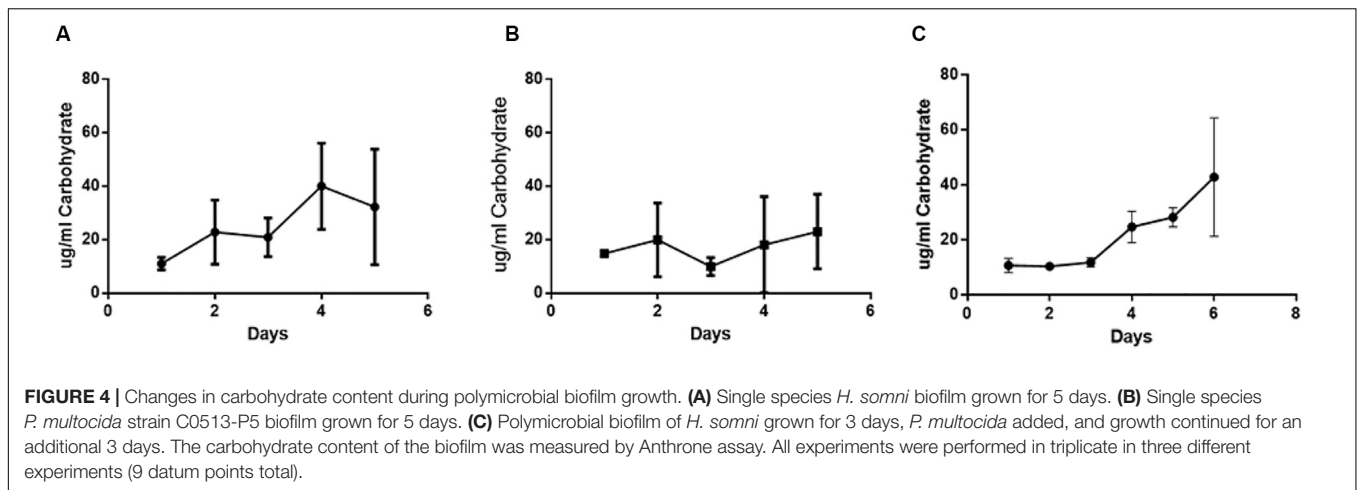 A
B
C
80
60
40
20
0
ug/ml Carbohydrate
0
2
4
6
Days
80
60
40
20
0
ug/ml Carbohydrate
0
2
4
6
Days
80
60
40
20
0
ug/ml Carbohydrate
0
2
4
6
8
Days
FIGURE 4 | Changes in carbohydrate content during polymicrobial biofilm growth. (A) Single species H. somni biofilm grown for 5 days. (B) Single species
P. multocida strain C0513-P5 biofilm grown for 5 days. (C) Polymicrobial biofilm of H. somni grown for 3 days, P. multocida added, and growth continued for an
additional 3 days. The carbohydrate content of the biofilm was measured by Anthrone assay. All experiments were performed in triplicate in three different
experiments (9 datum points total).